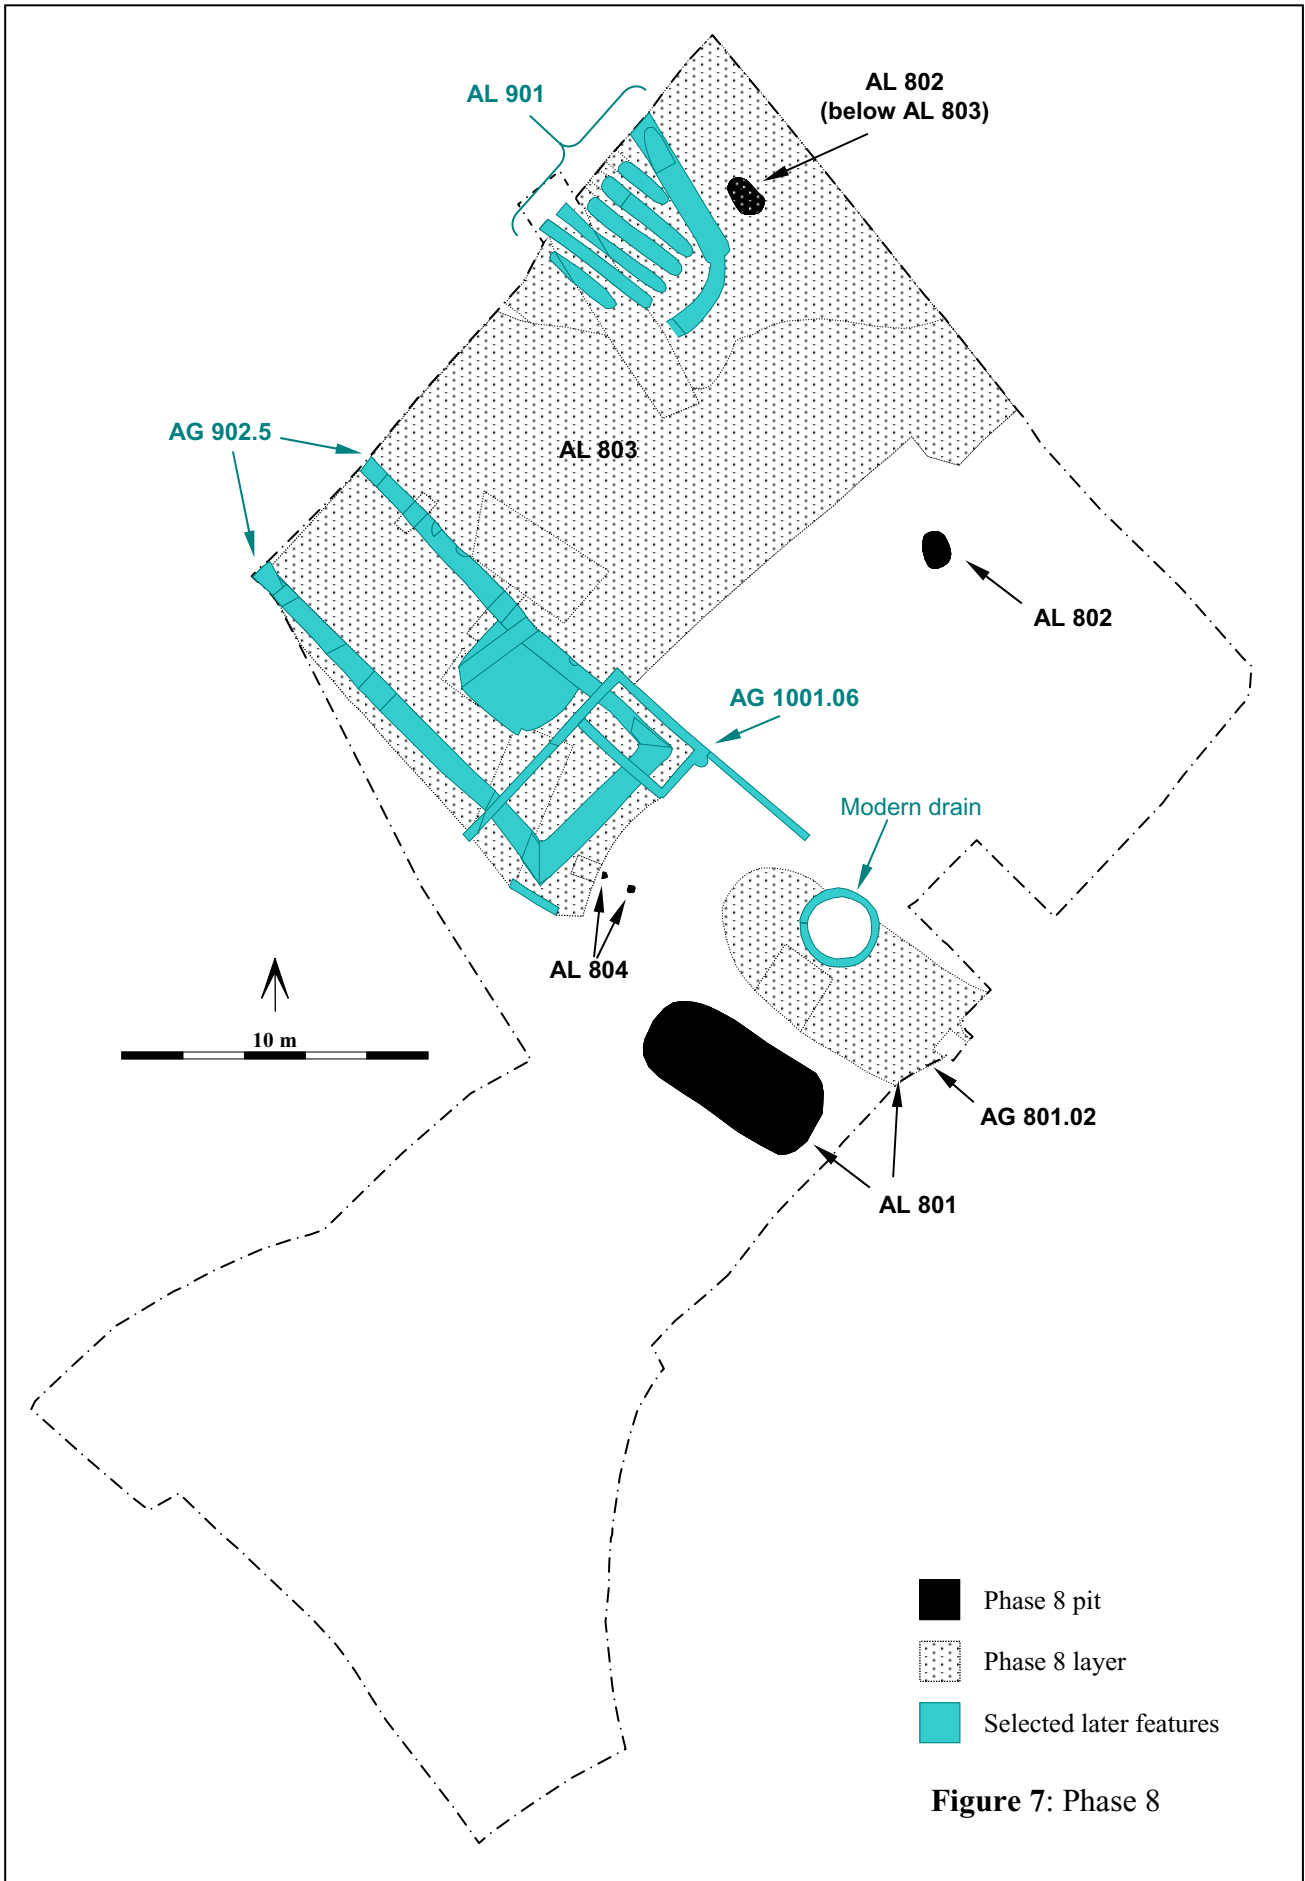 AL 802
(below AL 803)
AL 901
AG 902.5
AL 803
AL 802
AG 1001.06
Modern drain
AL 804
10 m
AG 801.02
AL 801
Phase 8 pit
Phase 8 layer
Selected later features
Figure 7: Phase 8